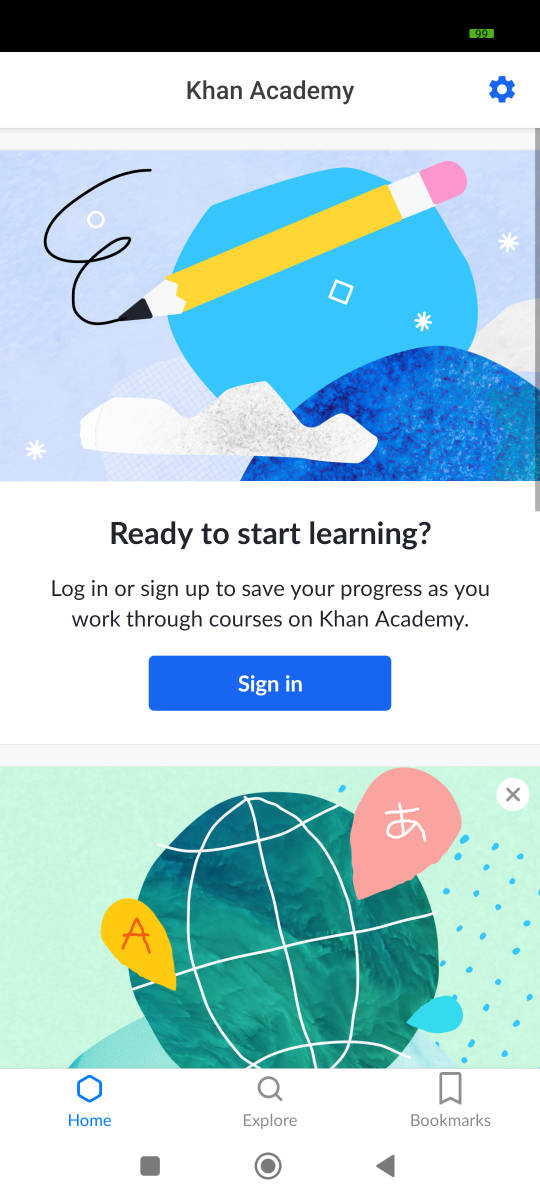 99
Khan Academy
Ready to start learning?
Log in or sign up to save your progress as you
work through courses on Khan Academy.
Sign in
あ
A
Home
Explore
Bookmarks